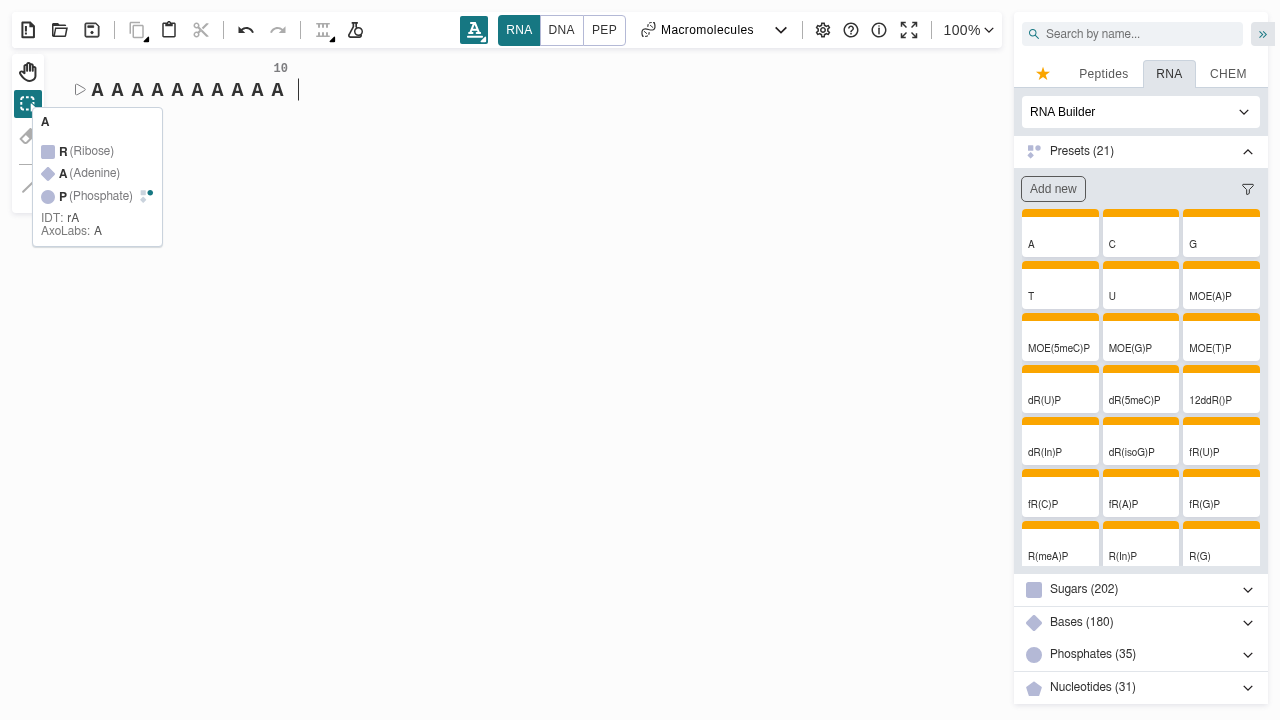 A RNA DNA PEP Macromolecules 100%
10
A A A A A A A A A A
A
R (Ribose)
A (Adenine)
P (Phosphate)
IDT: rA
AxoLabs: A
Search by name...
Peptides RNA CHEM
RNA Builder
Presets (21)
Add new
A C G
T U MOE(A)P
MOE(5meC)P MOE(G)P MOE(T)P
dR(U)P dR(5meC)P 12ddR()P
dR(In)P dR(isoG)P fR(U)P
fR(C)P fR(A)P fR(G)P
R(meA)P R(In)P R(G)
Sugars (202)
Bases (180)
Phosphates (35)
Nucleotides (31)